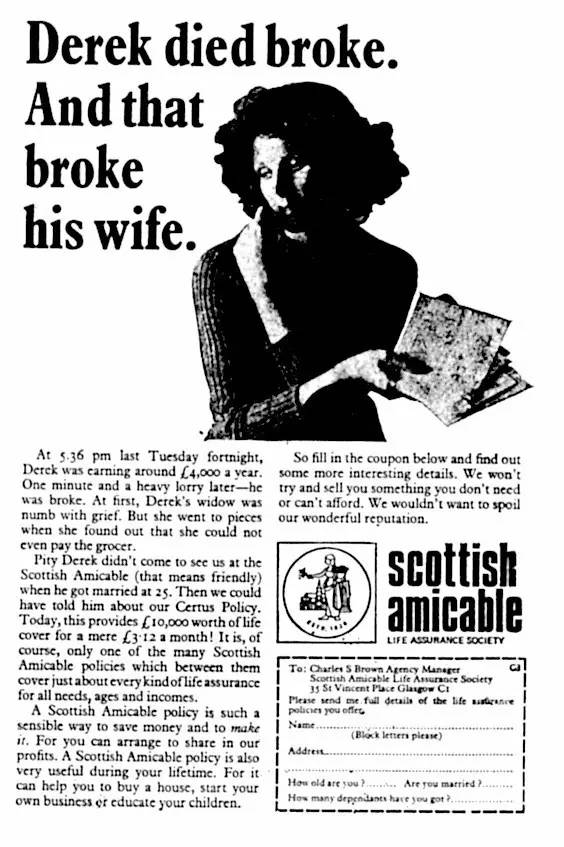 Derek died broke.
And that
broke
his wife.
At 5.36 pm last Tuesday fortnight,
Derek was earning around £4,000 a year.
One minute and a heavy lorry later—he
was broke. At first, Derek's widow was
numb with grief. But she went to pieces
when she found out that she could not
even pay the grocer.
Pity Derek didn't come to see us at the
Scottish Amicable (that means friendly)
when he got married at 25. Then we could
have told him about our Certus Policy.
Today, this provides £10,000 worth of life
cover for a mere £3·12 a month! It is, of
course, only one of the many Scottish
Amicable policies which between them
cover just about every kind of life assurance
for all needs, ages and incomes.
A Scottish Amicable policy is such a
sensible way to save money and to make
it. For you can arrange to share in our
profits. A Scottish Amicable policy is also
very useful during your lifetime. For it
can help you to buy a house, start your
own business or educate your children.
So fill in the coupon below and find out
some more interesting details. We won't
try and sell you something you don't need
or can't afford. We wouldn't want to spoil
our wonderful reputation.
ESTD. 1826
scottish
amicable
LIFE ASSURANCE SOCIETY
To: Charles S Brown Agency Manager
Scottish Amicable Life Assurance Society
35 St Vincent Place Glasgow C1
Please send me full details of the life assurance
policies you offer.
Name
(Block letters please)
Address
How old are you? Are you married?
How many dependants have you got?